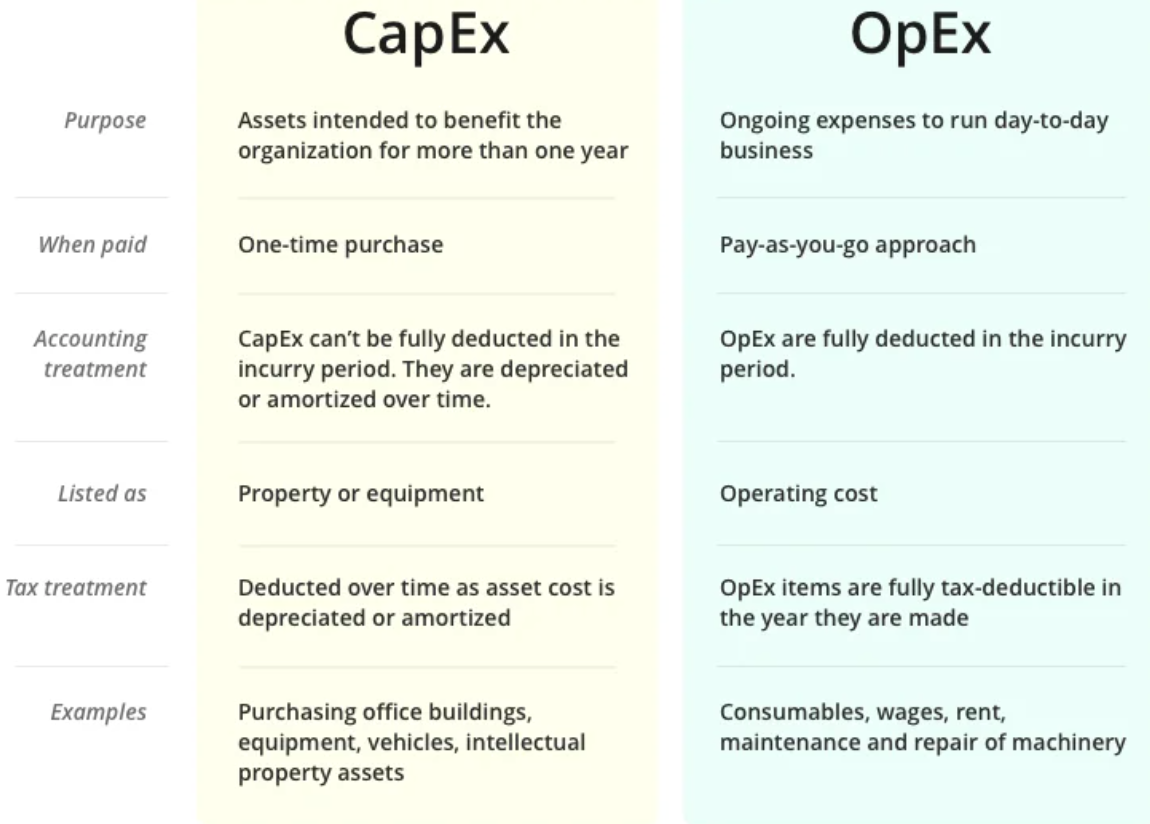 CapEx
OpEx
Purpose
Assets intended to benefit the
organization for more than one year
Ongoing expenses to run day-to-day
business
When paid
One-time purchase
Pay-as-you-go approach
Accounting
treatment
CapEx can’t be fully deducted in the
incurry period. They are depreciated
or amortized over time.
OpEx are fully deducted in the incurry
period.
Listed as
Property or equipment
Operating cost
Tax treatment
Deducted over time as asset cost is
depreciated or amortized
OpEx items are fully tax-deductible in
the year they are made
Examples
Purchasing office buildings,
equipment, vehicles, intellectual
property assets
Consumables, wages, rent,
maintenance and repair of machinery